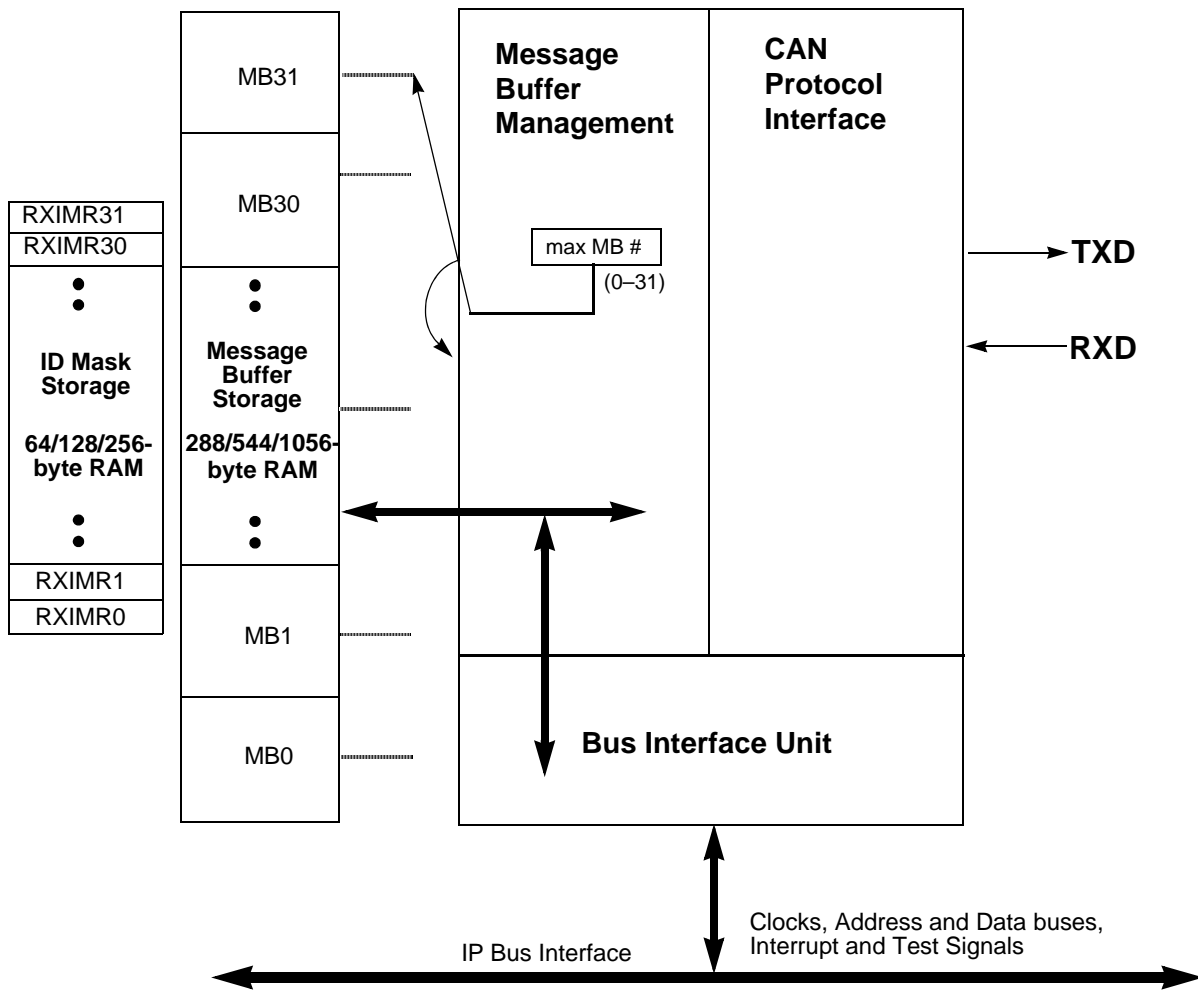 RXIMR31
RXIMR30
ID Mask
Storage
64/128/256-
byte RAM
RXIMR1
RXIMR0
MB31
MB30
Message
Buffer
Storage
288/544/1056-
byte RAM
MB1
MB0
Message
Buffer
Management
max MB #
(0–31)
CAN
Protocol
Interface
TXD
RXD
Bus Interface Unit
Clocks, Address and Data buses,
Interrupt and Test Signals
IP Bus Interface